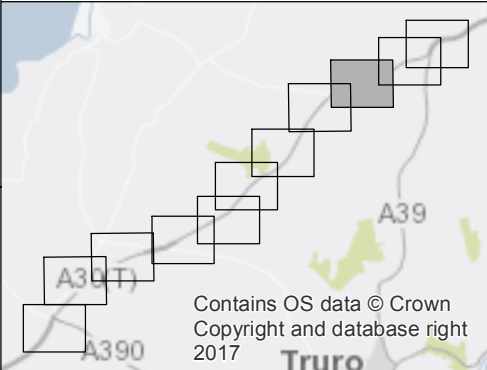 A39
A30(T)
Contains OS data © Crown
Copyright and database right
2017
A390
Truro